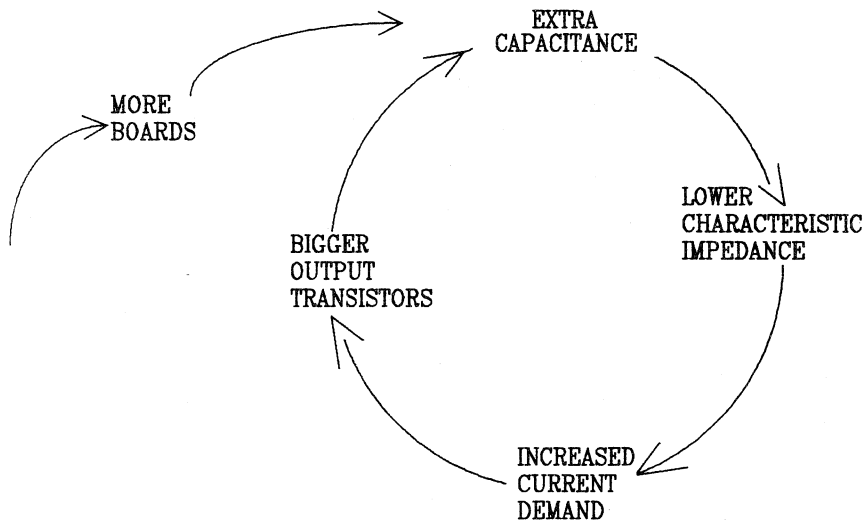 EXTRA
CAPACITANCE
MORE
BOARDS
LOWER
CHARACTERISTIC
IMPEDANCE
BIGGER
OUTPUT
TRANSISTORS
INCREASED
CURRENT
DEMAND